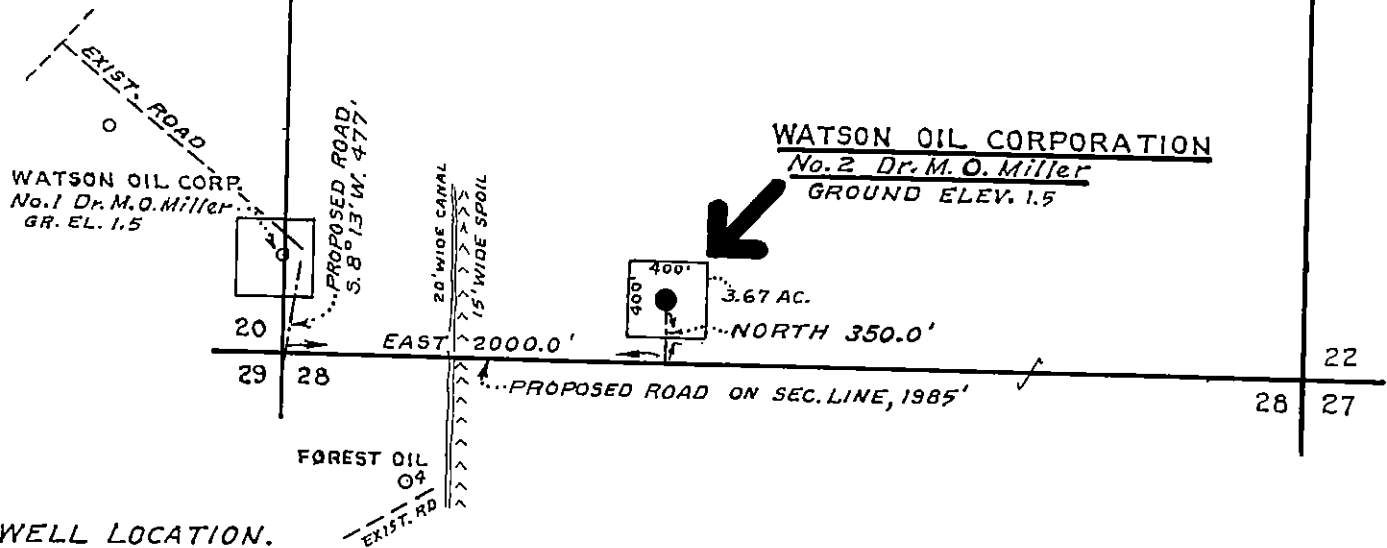 EXIST. ROAD
WATSON OIL CORP.
No.1 Dr. M.O. Miller
GR. EL. 1.5
PROPOSED ROAD,
S. 8° 13' W. 477'
20' WIDE CANAL
15' WIDE SPOIL
WATSON OIL CORPORATION
No. 2 Dr. M. O. Miller
GROUND ELEV. 1.5
400'
400'
3.67 AC.
NORTH 350.0'
20
EAST 2000.0'
29 28
PROPOSED ROAD ON SEC. LINE, 1985'
22
28 27
FOREST OIL
4
EXIST. RD
WELL LOCATION.